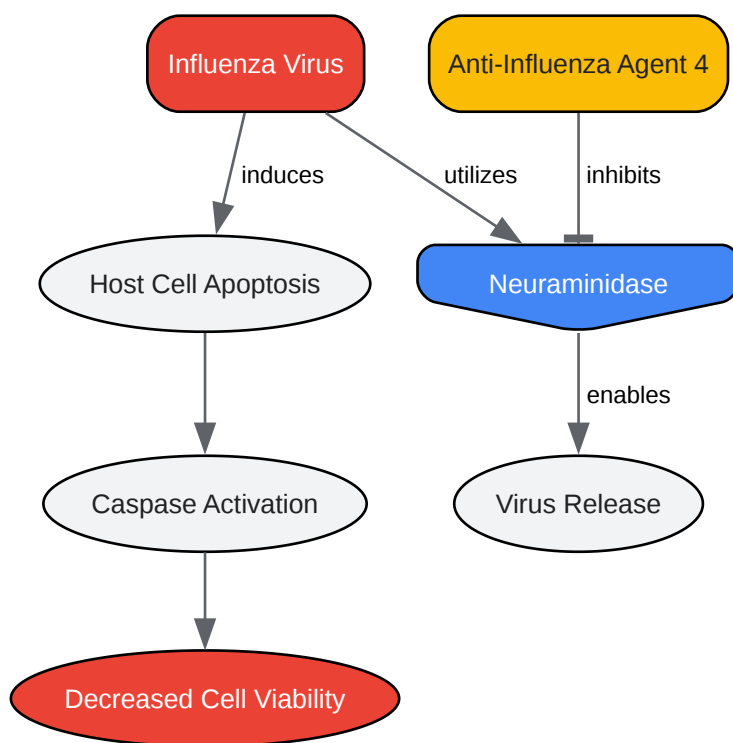 Influenza Virus
Anti-Influenza Agent 4
induces
utilizes
inhibits
Host Cell Apoptosis
Neuraminidase
enables
Caspase Activation
Virus Release
Decreased Cell Viability